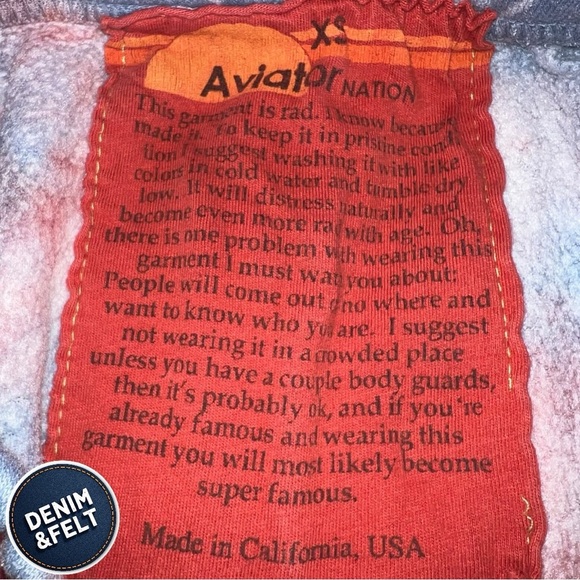 XS
Aviator NATION
This garment is rad. I know because
made it. To keep it in pristine condi
tion I suggest washing it with like
colors in cold water and tumble dry
low. It will distress naturally and
become even more rad with age. Oh,
there is one problem with wearing this
garment I must warn you about:
People will come out of no where and
want to know who you are. I suggest
not wearing it in a crowded place
unless you have a couple body guards,
then it's probably ok, and if you're
already famous and wearing this
garment you will most likely become
super famous.
Made in California, USA
DENIM
&FELT